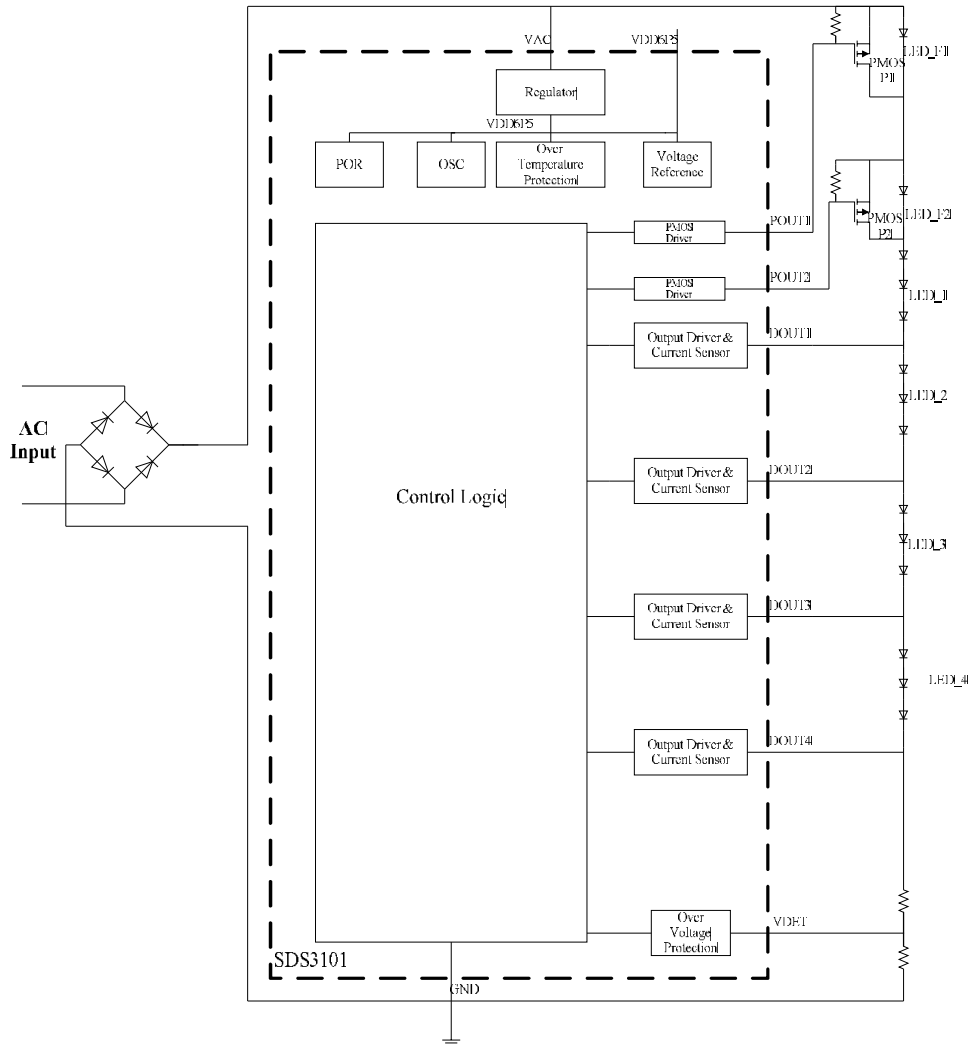 VAC
VDD6P5
LED_F1
PMOS
P1
Regulator
VDD6P5
POR
OSC
Over
Temperature
Protection
Voltage
Reference
LED_F2
PMOS
P2
PMOS
Driver
POUT1
PMOS
Driver
POUT2
LED_1
Output Driver &
Current Sensor
DOUT1
LED_2
AC
Input
Control Logic
Output Driver &
Current Sensor
DOUT2
LED_3
Output Driver &
Current Sensor
DOUT3
LED_4
Output Driver &
Current Sensor
DOUT4
Over
Voltage
Protection
VDET
SDS3101
GND